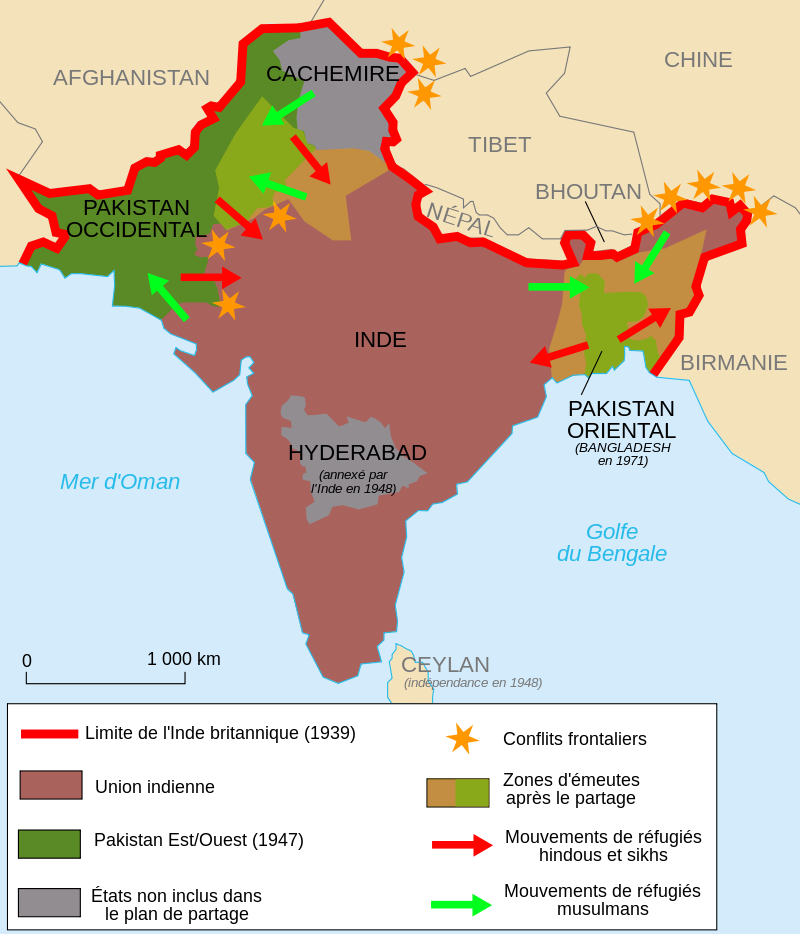 AFGHANISTAN
CACHEMIRE
CHINE
TIBET
BHOUTAN
NÉPAL
PAKISTAN
OCCIDENTAL
INDE
BIRMANIE
PAKISTAN
ORIENTAL
(BANGLADESH
en 1971)
HYDERABAD
(annexé par
l'Inde en 1948)
Mer d'Oman
Golfe
du Bengale
0
1 000 km
CEYLAN
(indépendance en 1948)
Limite de l'Inde britannique (1939)
Union indienne
Pakistan Est/Ouest (1947)
États non inclus dans
le plan de partage
Conflits frontaliers
Zones d'émeutes
après le partage
Mouvements de réfugiés
hindous et sikhs
Mouvements de réfugiés
musulmans